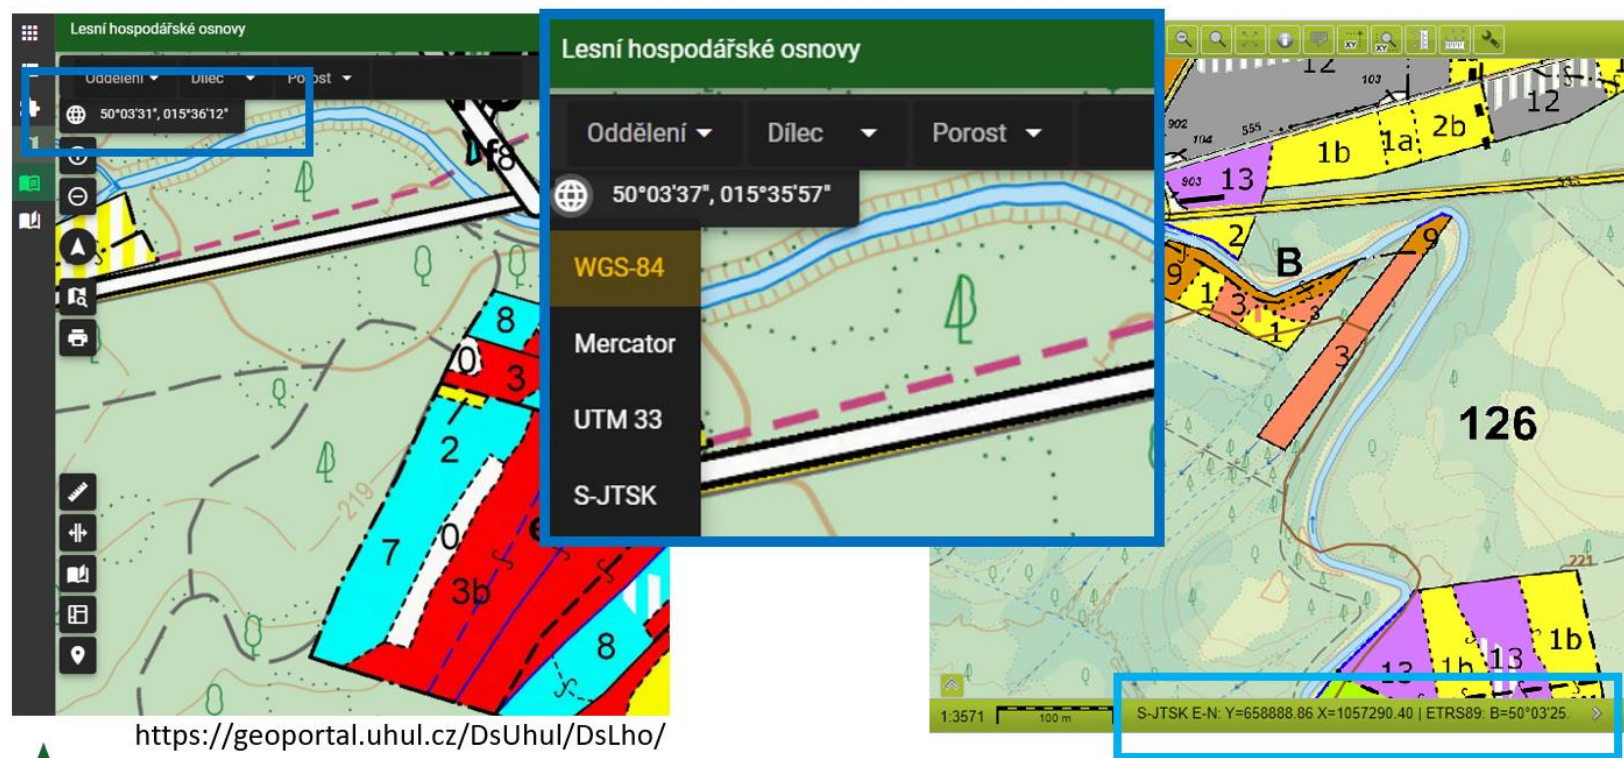 Lesní hospodářské osnovy
Oddělení Dílec Porost
50°03'31", 015°36'12"
f8
8
0
3
2
219
7
0
e
3b
8
Lesní hospodářské osnovy
Oddělení Dílec Porost
50°03'37", 015°35'57"
WGS-84
Mercator
UTM 33
S-JTSK
XY
XY
12
103
12
902
104
555
1b
1a
2b
903
13
2
B
9
9
1
3
3
1
3
126
221
1b
13
1b
13
1:3571
100 m
S-JTSK E-N: Y=658888.86 X=1057290.40 | ETRS89: B=50°03'25.
https://geoportal.uhul.cz/DsUhul/DsLho/